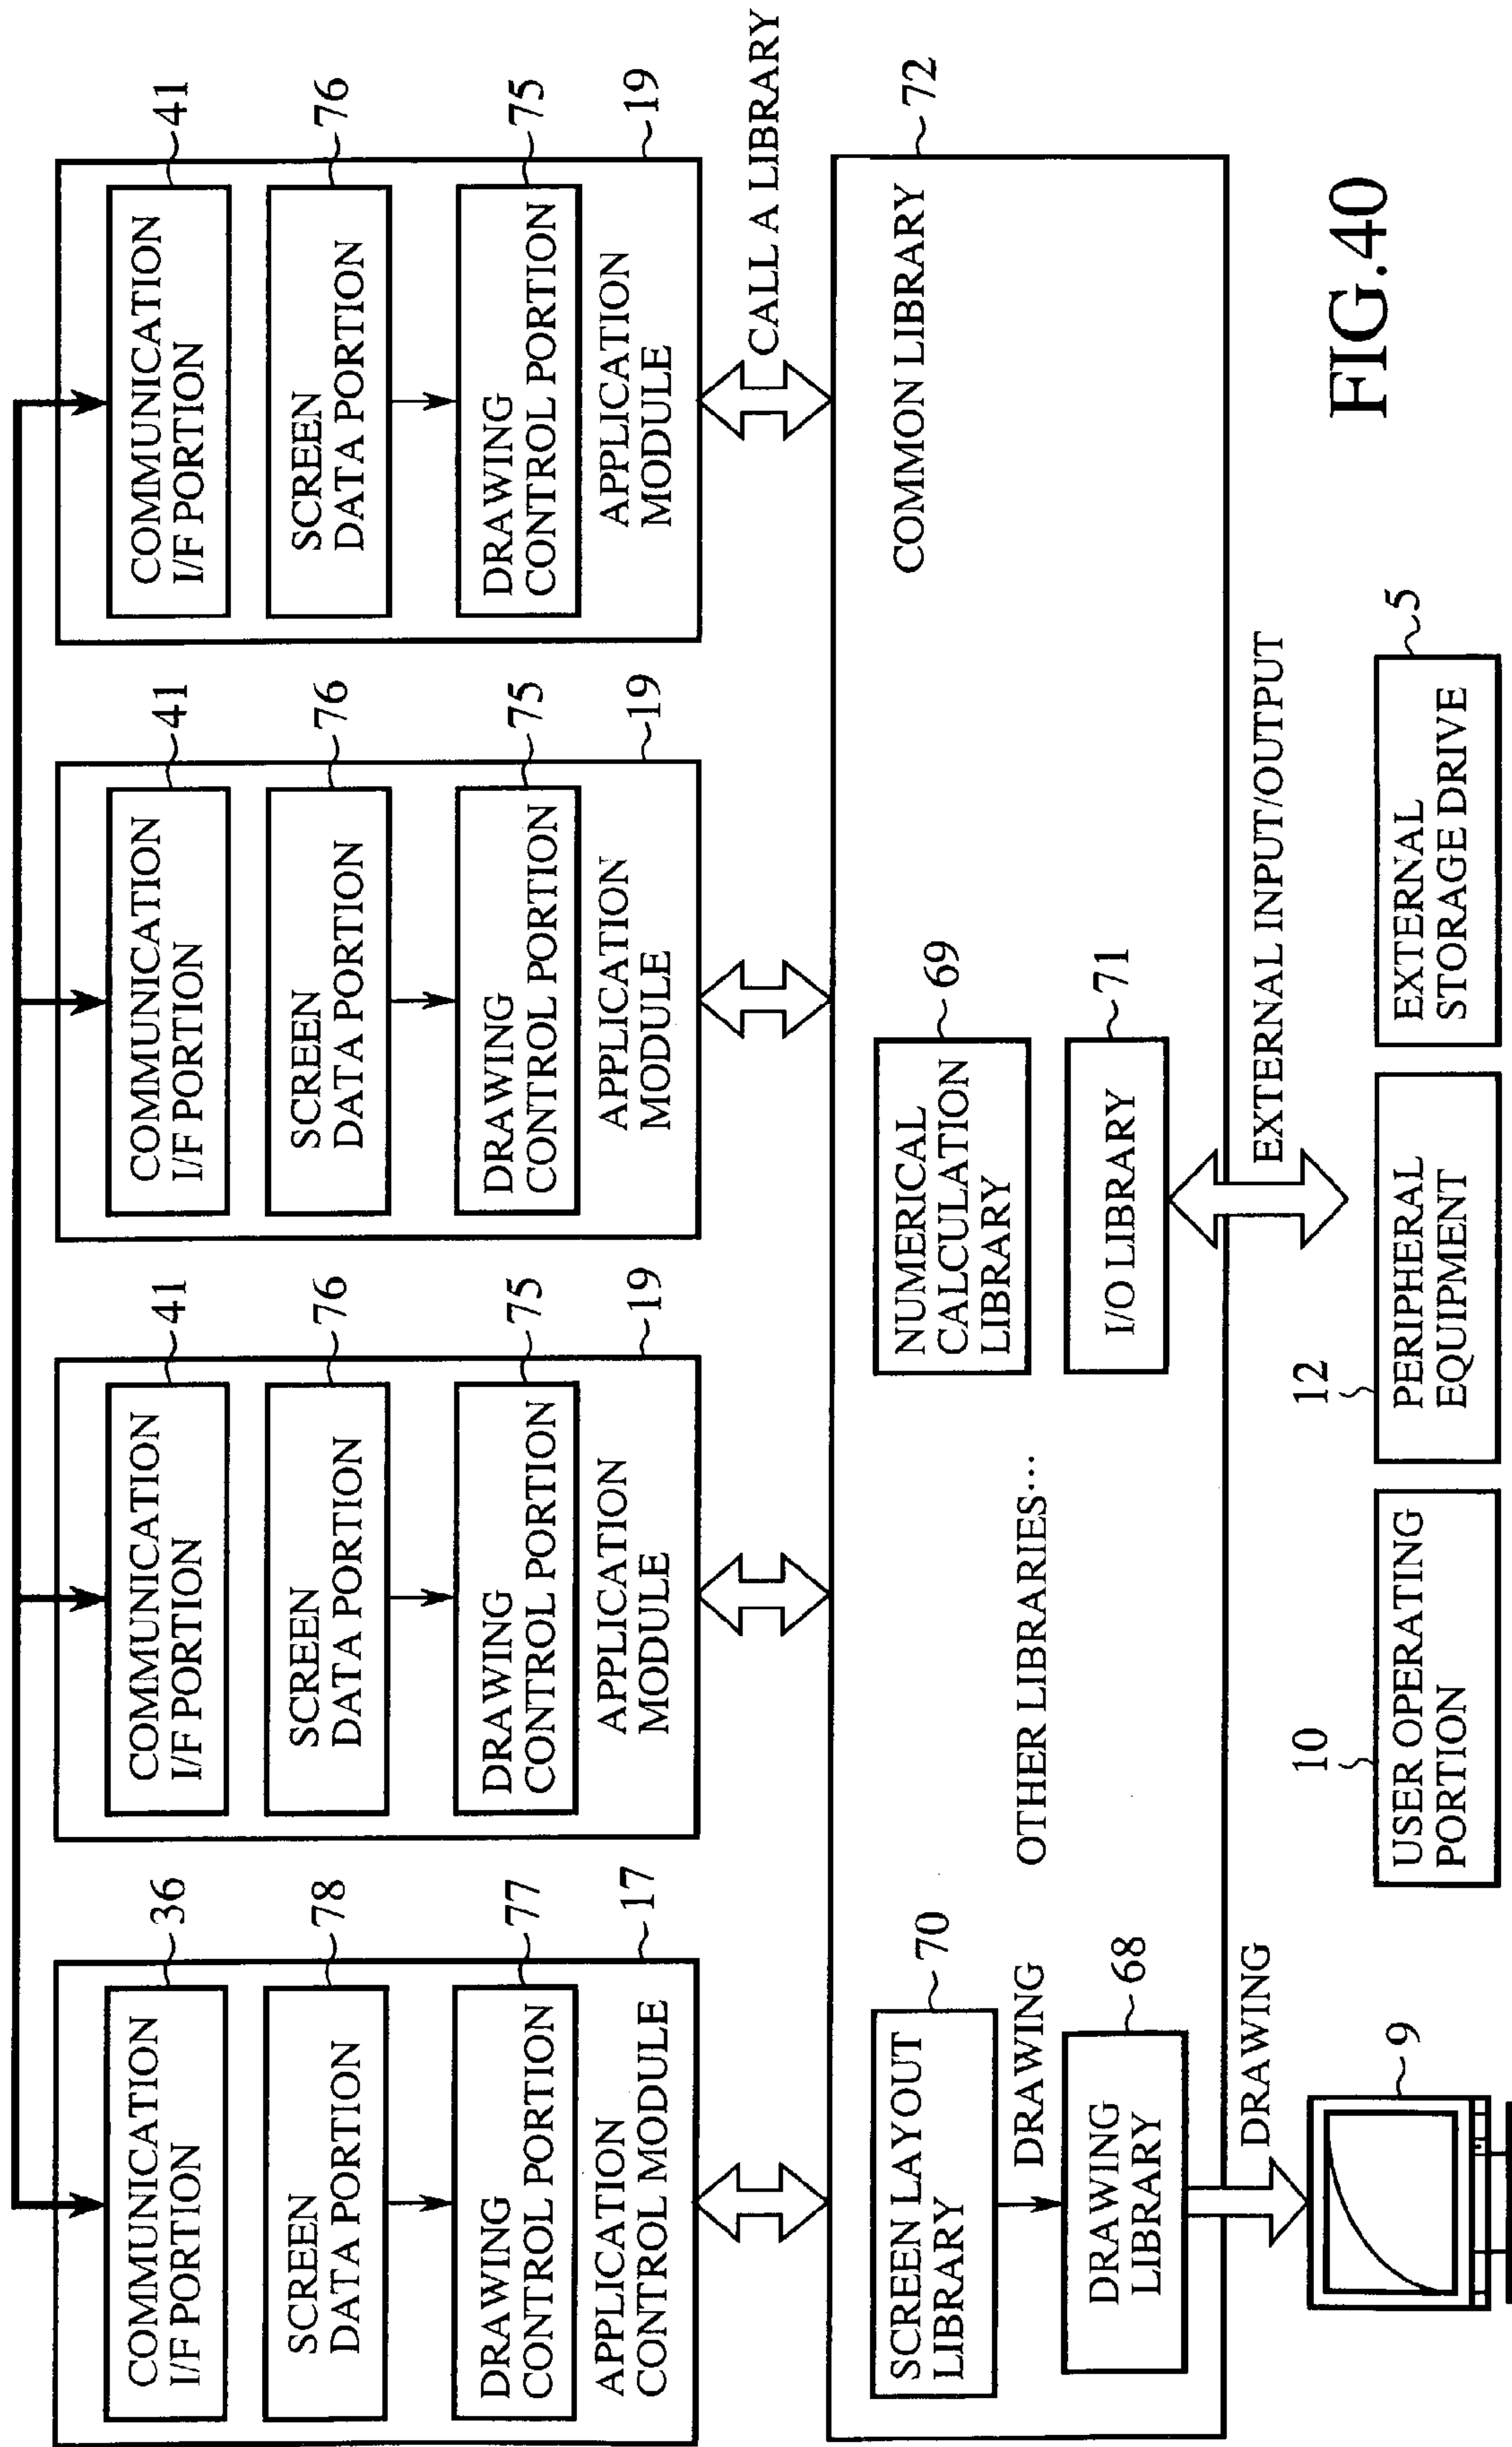 COMMUNICATION
I/F PORTION
36
SCREEN
DATA PORTION
78
DRAWING
CONTROL PORTION
77
APPLICATION
CONTROL MODULE
17
COMMUNICATION
I/F PORTION
41
SCREEN
DATA PORTION
76
DRAWING
CONTROL PORTION
75
APPLICATION
MODULE
19
COMMUNICATION
I/F PORTION
41
SCREEN
DATA PORTION
76
DRAWING
CONTROL PORTION
75
APPLICATION
MODULE
19
COMMUNICATION
I/F PORTION
41
SCREEN
DATA PORTION
76
DRAWING
CONTROL PORTION
75
APPLICATION
MODULE
19
CALL A LIBRARY
72
COMMON LIBRARY
SCREEN LAYOUT
LIBRARY
70
DRAWING
DRAWING
LIBRARY
68
OTHER LIBRARIES...
NUMERICAL
CALCULATION
LIBRARY
69
I/O LIBRARY
71
DRAWING
9
EXTERNAL INPUT/OUTPUT
10
USER OPERATING
PORTION
12
PERIPHERAL
EQUIPMENT
5
EXTERNAL
STORAGE DRIVE
FIG.40